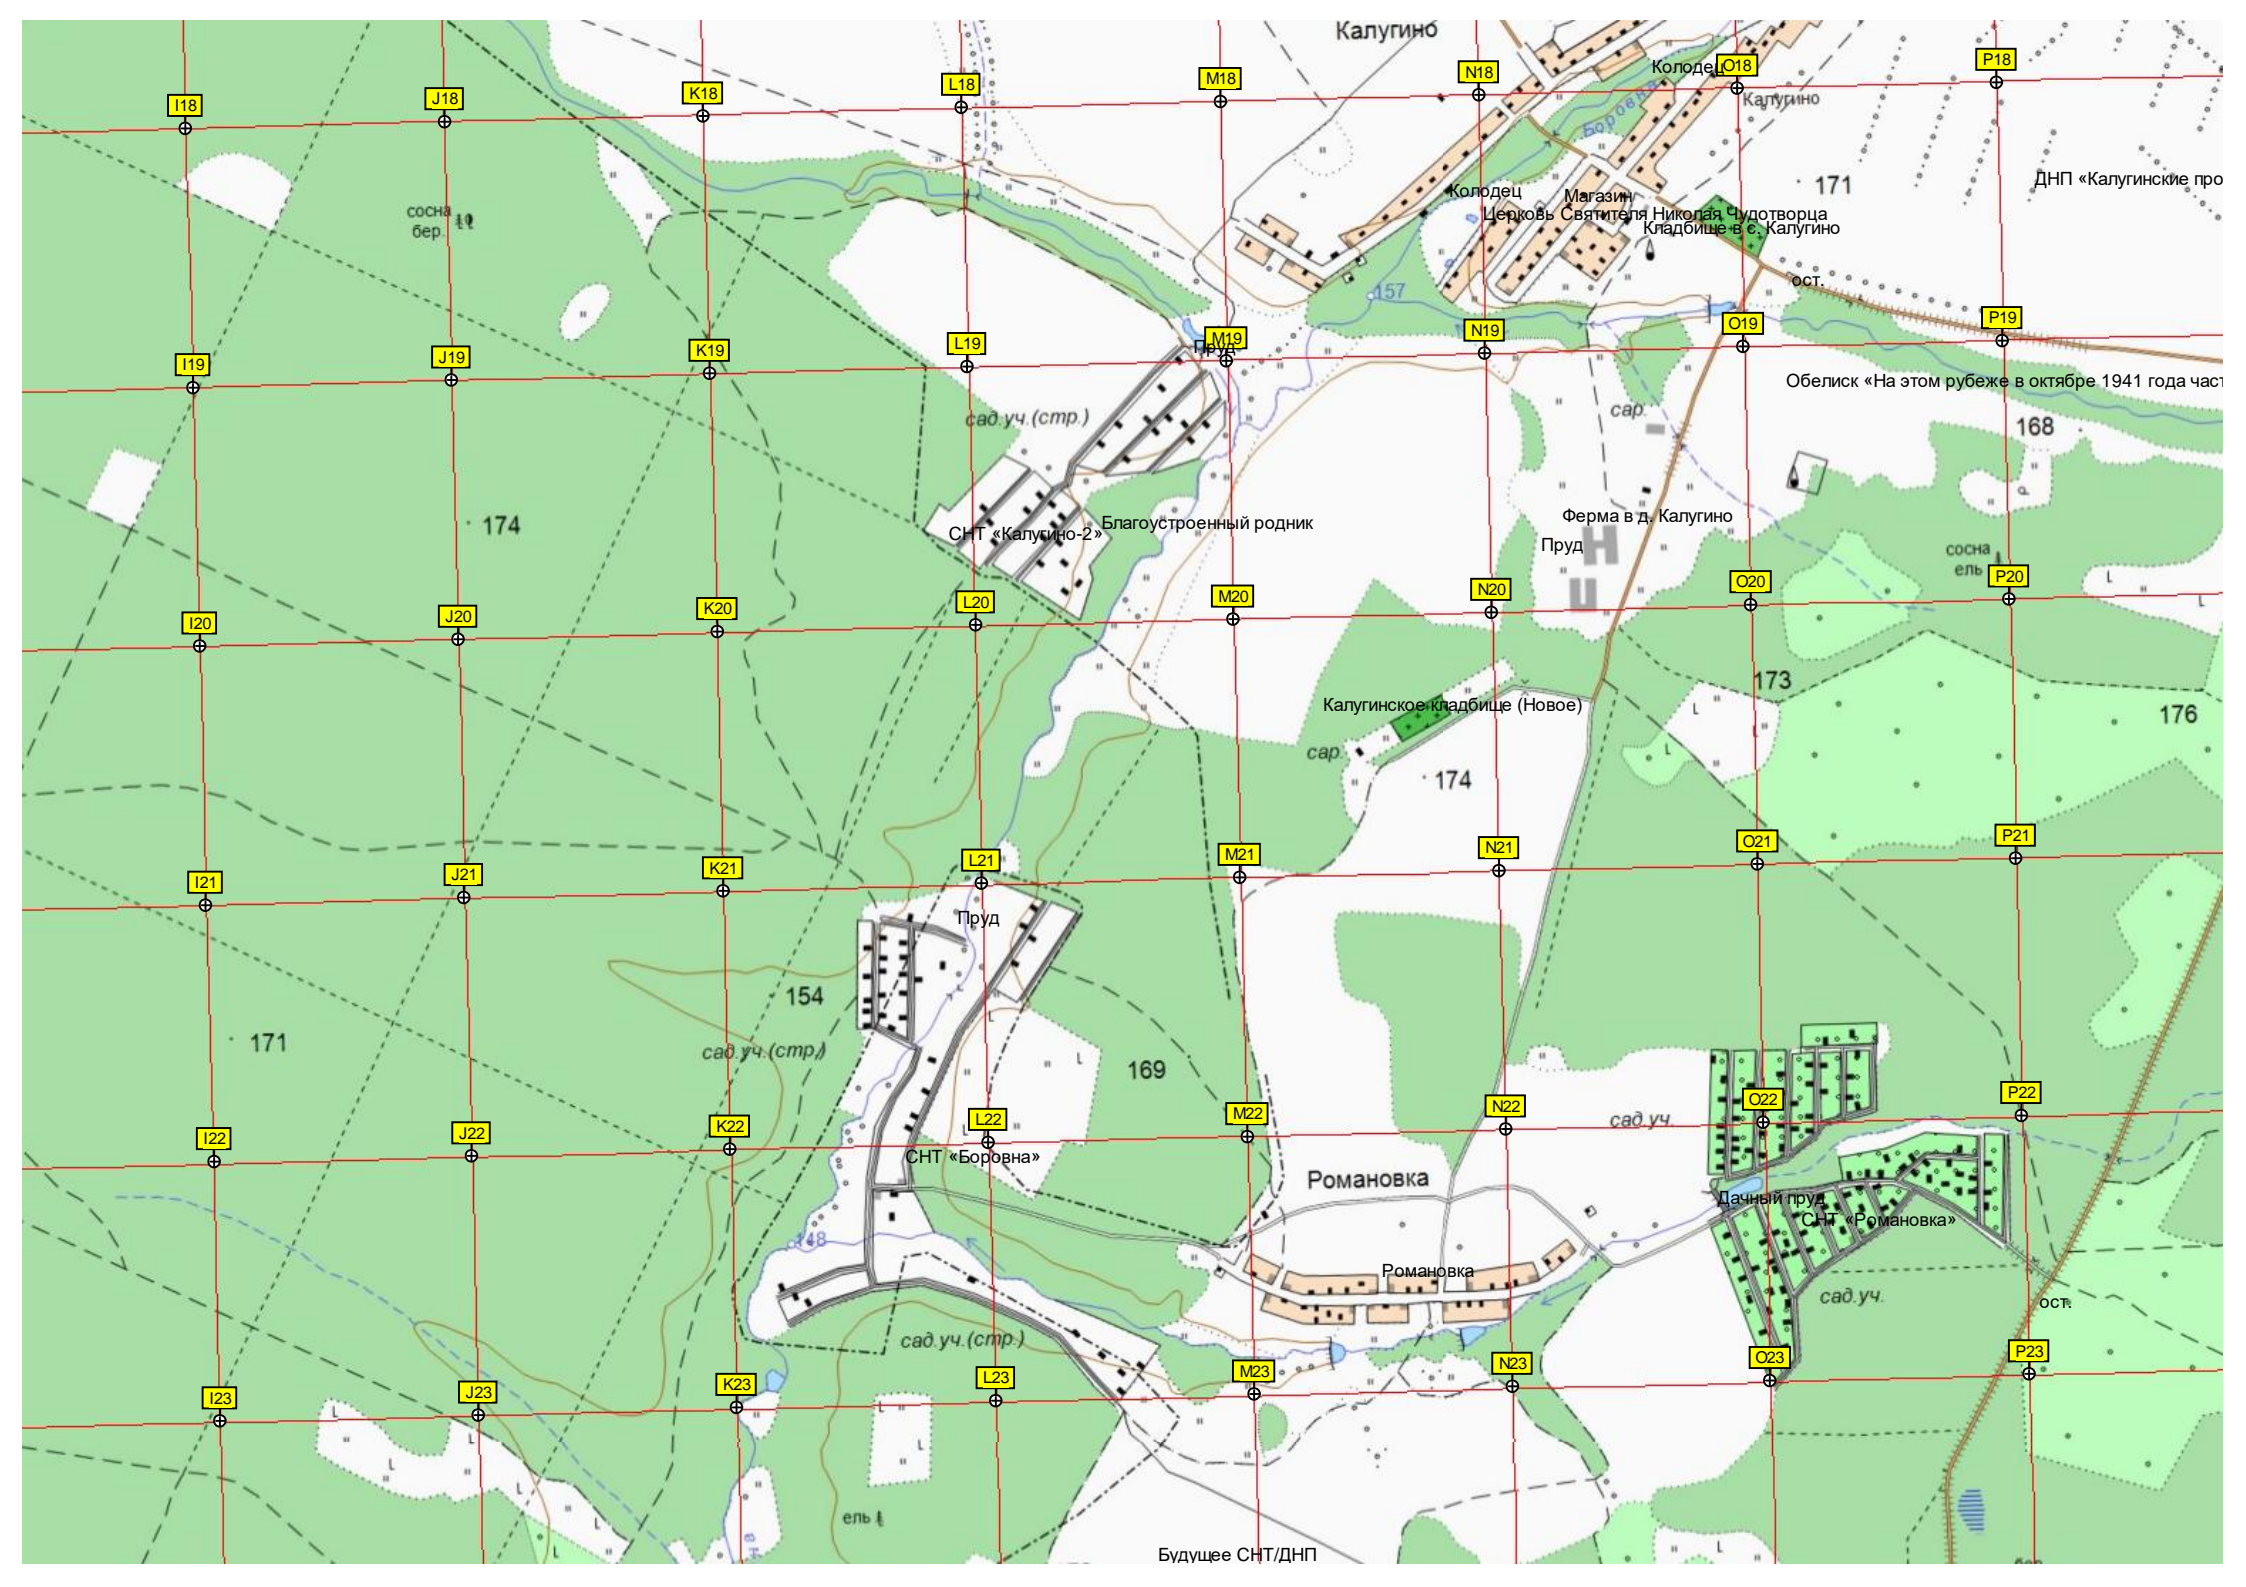 Калугино
Колодец
O18
P18
N18
M18
L18
K18
J18
I18
Калугино
Боровна
171
ДНП «Калугинские про
Колодец
Магазин
Церковь Святителя Николая Чудотворца
Кладбище в с. Калугино
сосна
бер.
ост.
157
P19
O19
N19
M19
Пруд
L19
K19
J19
I19
Обелиск «На этом рубеже в октябре 1941 года част
сад.уч.(стр.)
сар.
168
174
СНТ «Калугино-2»
Благоустроенный родник
Ферма в д. Калугино
Пруд
сосна
ель
P20
O20
N20
M20
L20
K20
J20
I20
173
Калугинское кладбище (Новое)
176
сар.
174
P21
O21
N21
M21
L21
K21
J21
I21
Пруд
154
171
сад.уч.(стр.)
169
P22
O22
N22
M22
L22
K22
J22
I22
сад.уч.
СНТ «Боровна»
Романовка
Дачный пруд
СНТ «Романовка»
148
Романовка
сад.уч.
ост.
сад.уч.(стр.)
P23
O23
N23
M23
L23
K23
J23
I23
ель
Будущее СНТ/ДНП